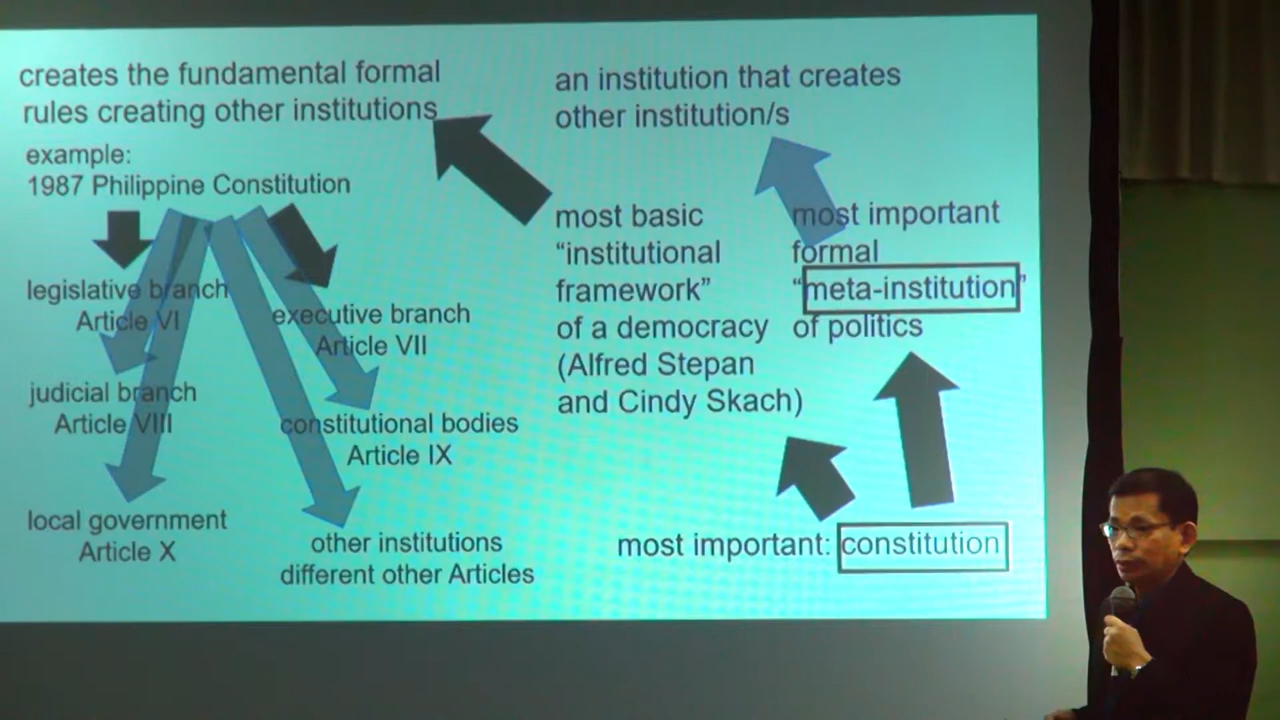 creates the fundamental formal
rules creating other institutions
example:
1987 Philippine Constitution
legislative branch
Article VI
executive branch
Article VII
judicial branch
Article VIII
constitutional bodies
Article IX
local government
Article X
other institutions
different other Articles
an institution that creates
other institution/s
most basic
“institutional
framework”
of a democracy
(Alfred Stepan
and Cindy Skach)
most important
formal
“meta-institution”
of politics
most important: constitution